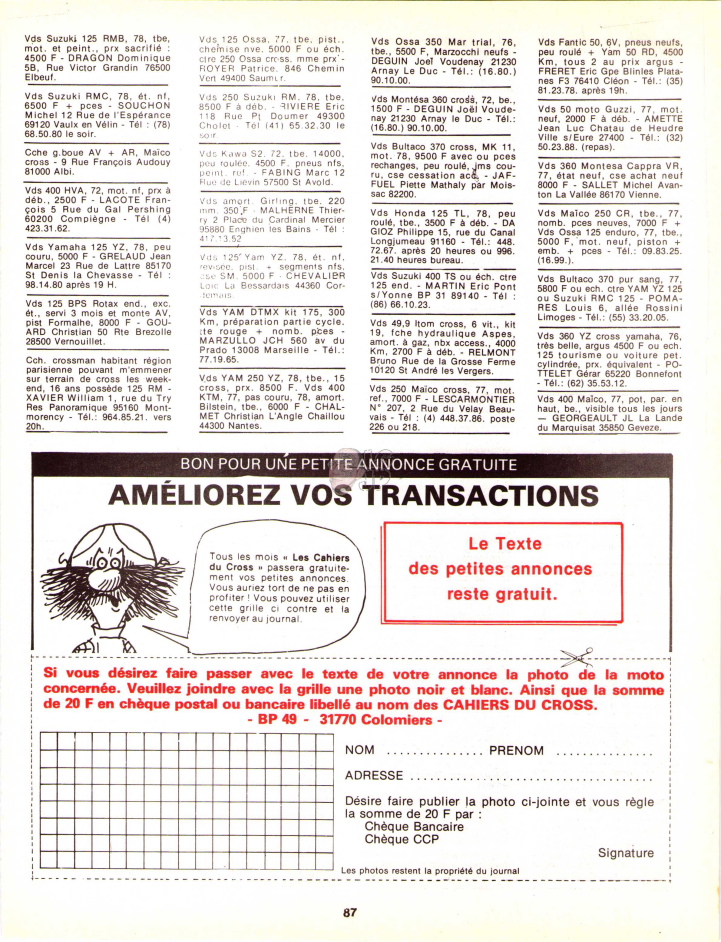 Vds Suzuki 125 RMB, 78, tbe,
mot. et peint., prx sacrifié :
4500 F - DRAGON Dominique
5B, Rue Victor Grandin 76500
Elbeuf.
Vds Suzuki RMC, 78, ét. nf,
6500 F + pces - SOUCHON
Michel 12 Rue de l'Espérance
69120 Vaulx en Vélin - Tél : (78)
68.50.80 le soir.
Cche g.boue AV + AR, Maïco
cross - 9 Rue François Audouy
81000 Albi.
Vds 400 HVA, 72, mot. nf, prx à
déb., 2500 F - LACOTE Fran-
çois 5 Rue du Gal Pershing
60200 Compiègne - Tél (4)
423.31.62.
Vds Yamaha 125 YZ, 78, peu
couru, 5000 F - GRELAUD Jean
Marcel 23 Rue de Lattre 85170
St Denis la Chevasse - Tél :
98.14.80 après 19 H.
Vds 125 BPS Rotax end., exc.
ét., servi 3 mois et monté AV,
pist Formalhe, 8000 F - GOU-
ARD Christian 50 Rte Brezolle
28500 Vernouillet.
Cch. crossman habitant région
parisienne pouvant m'emmener
sur terrain de cross les week-
end, 16 ans possède 125 RM -
XAVIER William 1, rue du Try
Res Panoramique 95160 Mont-
morency - Tél.: 964.85.21. vers
20h.
Vds 125 Ossa, 77, tbe, pist.,
chemise nve, 5000 F ou éch.
ctre 250 Ossa cross, mme prx -
ROYER Patrice, 846 Chemin
Vert 49400 Saumur.
Vds 250 Suzuki RM, 78, tbe,
8500 F à déb. - RIVIERE Eric
118 Rue Pt Doumer 49300
Cholet - Tel (41) 65.32.30 le
soir.
Vds Kawa S2, 72, tbe, 14000,
peu roulée, 4500 F, pneus nfs,
peint. ref. - FABING Marc 12
Rue de Lievin 57500 St Avold.
Vds amort. Girling, tbe, 220
mm, 350 F - MALHERNE Thier-
ry 2 Place du Cardinal Mercier
95880 Enghien les Bains - Tél :
417.13.52
Vds 125 Yam YZ, 78, ét. nf,
revisée, pist. + segments nfs,
SM, 5000 F - CHEVALIER
Loïc La Bessardais 44360 Cor-
demais.
Vds YAM DTMX kit 175, 300
Km, préparation partie cycle,
:te rouge + nomb. pces -
MARZULLO JCH 560 av du
Prado 13008 Marseille - Tél.:
77.19.65.
Vds YAM 250 YZ, 78, tbe., 15
cross, prx. 8500 F. Vds 400
KTM, 77, pas couru, 78, amort.
Bilstein, tbe., 6000 F - CHAL-
MET Christian L'Angle Chaillou
44300 Nantes.
Vds Ossa 350 Mar trial, 76,
tbe., 5500 F, Marzocchi neufs -
DEGUIN Joël Voudenay 21230
Arnay Le Duc - Tél.: (16.80.)
90.10.00.
Vds Montésa 360 cross, 72, be.,
1500 F - DEGUIN Joël Voude-
nay 21230 Arnay le Duc - Tél.:
(16.80.) 90.10.00.
Vds Bultaco 370 cross, MK 11,
mot. 78, 9500 F avec ou pces
rechanges, peu roulé, jms cou-
ru, cse cessation act. - JAF-
FUEL Piette Mathaly par Mois-
sac 82200.
Vds Honda 125 TL, 78, peu
roulé, tbe., 3500 F à déb. - DA
GIOZ Philippe 15, rue du Canal
Longjumeau 91160 - Tél.: 448.
72.67. après 20 heures ou 996.
21.40 heures bureau.
Vds Suzuki 400 TS ou éch. ctre
125 end. - MARTIN Eric Pont
s/Yonne BP 31 89140 - Tél :
(86) 66.10.23.
Vds 49,9 Itom cross, 6 vit., kit
19, fche hydraulique Aspes,
amort. à gaz, nbx access., 4000
Km, 2700 F à déb. - RELMONT
Bruno Rue de la Grosse Ferme
10120 St André les Vergers.
Vds 250 Maïco cross, 77, mot.
ref., 7000 F - LESCARMONTIER
N° 207, 2 Rue du Velay Beau-
vais - Tél : (4) 448.37.86. poste
226 ou 218.
Vds Fantic 50, 6V, pneus neufs,
peu roulé + Yam 50 RD, 4500
Km, tous 2 au prix argus -
FRERET Eric Gpe Blinles Plata-
nes F3 76410 Cléon - Tél.: (35)
81.23.78. après 19h.
Vds 50 moto Guzzi, 77, mot.
neuf, 2000 F à déb. - AMETTE
Jean Luc Chatau de Heudre
Ville s/Eure 27400 - Tél.: (32)
50.23.88. (repas).
Vds 360 Montesa Cappra VR,
77, état neuf, cse achat neuf
8000 F - SALLET Michel Avan-
ton La Vallée 86170 Vienne.
Vds Maïco 250 CR, tbe., 77,
nomb. pces neuves, 7000 F +
Vds Ossa 125 enduro, 77, tbe.,
5000 F, mot. neuf, piston +
emb. + pces - Tél.: 09.83.25.
(16.99.).
Vds Bultaco 370 pur sang, 77,
5800 F ou ech. ctre YAM YZ 125
ou Suzuki RMC 125 - POMA-
RES Louis 6, allée Rossini
Limoges - Tél.: (55) 33.20.05.
Vds 360 YZ cross yamaha, 76,
très belle, argus 4500 F ou ech.
125 tourisme ou voiture pet.
cylindrée, prx. équivalent - PO-
TTELET Gérar 65220 Bonnefont
- Tél.: (62) 35.53.12.
Vds 400 Maïco, 77, pot, par. en
haut, be., visible tous les jours
— GEORGEAULT JL La Lande
du Marquisat 35850 Geveze.
BON POUR UNE PETITE ANNONCE GRATUITE
AMÉLIOREZ VOS TRANSACTIONS
Tous les mois « Les Cahiers
du Cross » passera gratuite-
ment vos petites annonces.
Vous auriez tort de ne pas en
profiter ! Vous pouvez utiliser
cette grille ci contre et la
renvoyer au journal.
Le Texte
des petites annonces
reste gratuit.
Si vous désirez faire passer avec le texte de votre annonce la photo de la moto
concernée. Veuillez joindre avec la grille une photo noir et blanc. Ainsi que la somme
de 20 F en chèque postal ou bancaire libellé au nom des CAHIERS DU CROSS.
- BP 49 - 31770 Colomiers -
NOM ............... PRENOM ...............
ADRESSE .....................................
Désire faire publier la photo ci-jointe et vous règle
la somme de 20 F par :
Chèque Bancaire
Chèque CCP
Signature
Les photos restent la propriété du journal
87